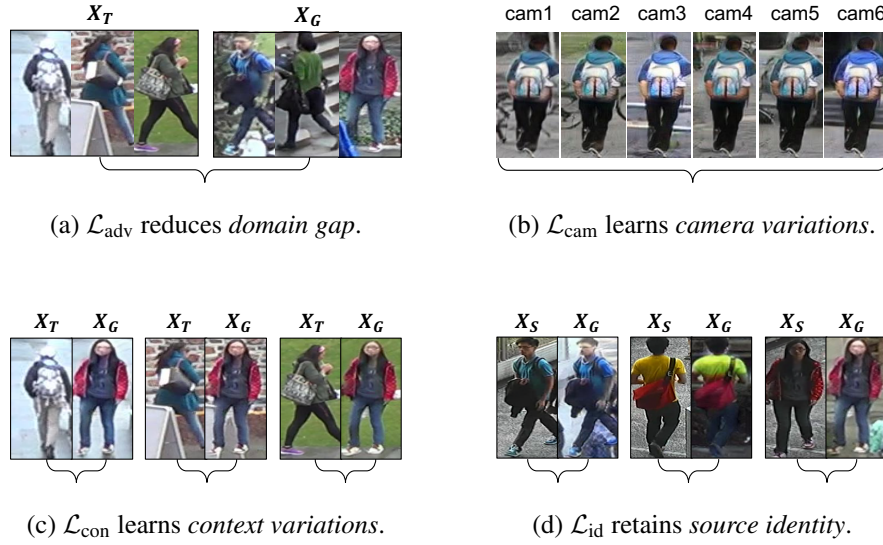 X_T X_G
cam1 cam2 cam3 cam4 cam5 cam6
(a) ℒ_adv reduces domain gap.
(b) ℒ_cam learns camera variations.
X_T X_G X_T X_G X_T X_G
X_S X_G X_S X_G X_S X_G
(c) ℒ_con learns context variations.
(d) ℒ_id retains source identity.